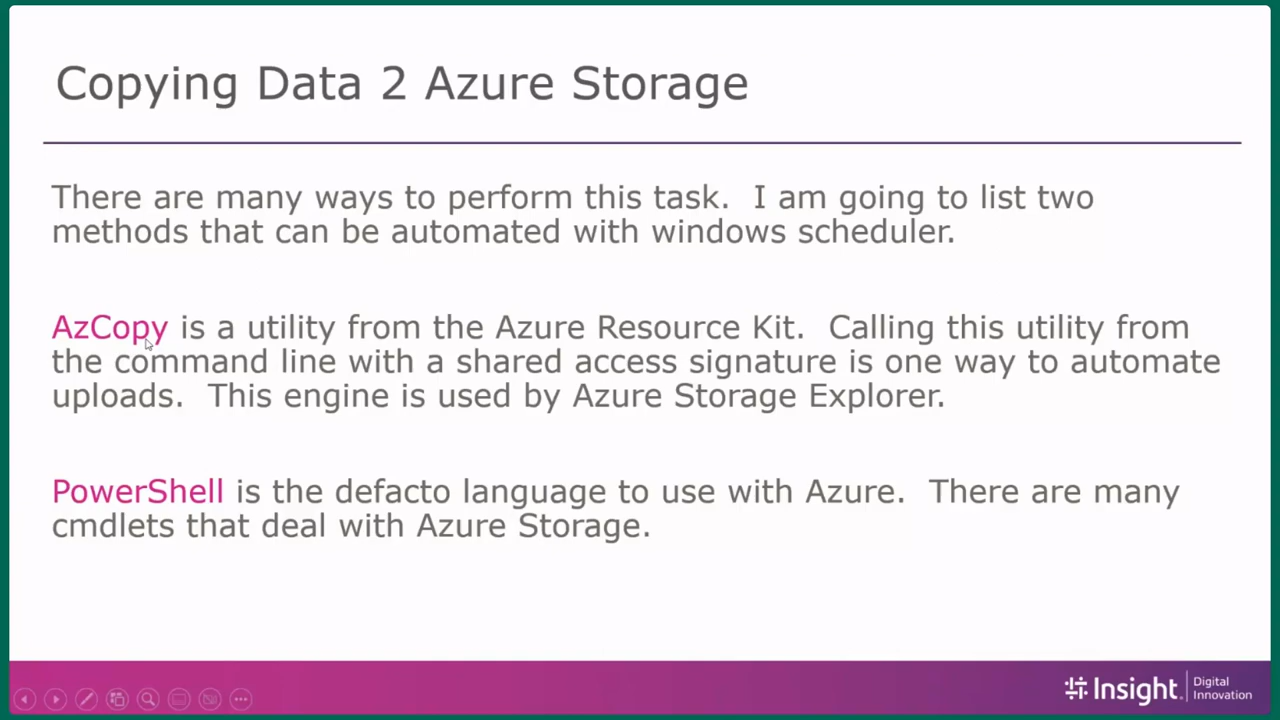 Copying Data 2 Azure Storage
There are many ways to perform this task.  I am going to list two
methods that can be automated with windows scheduler.
AzCopy is a utility from the Azure Resource Kit.  Calling this utility from
the command line with a shared access signature is one way to automate
uploads.  This engine is used by Azure Storage Explorer.
PowerShell is the defacto language to use with Azure.  There are many
cmdlets that deal with Azure Storage.
Insight. Digital
Innovation